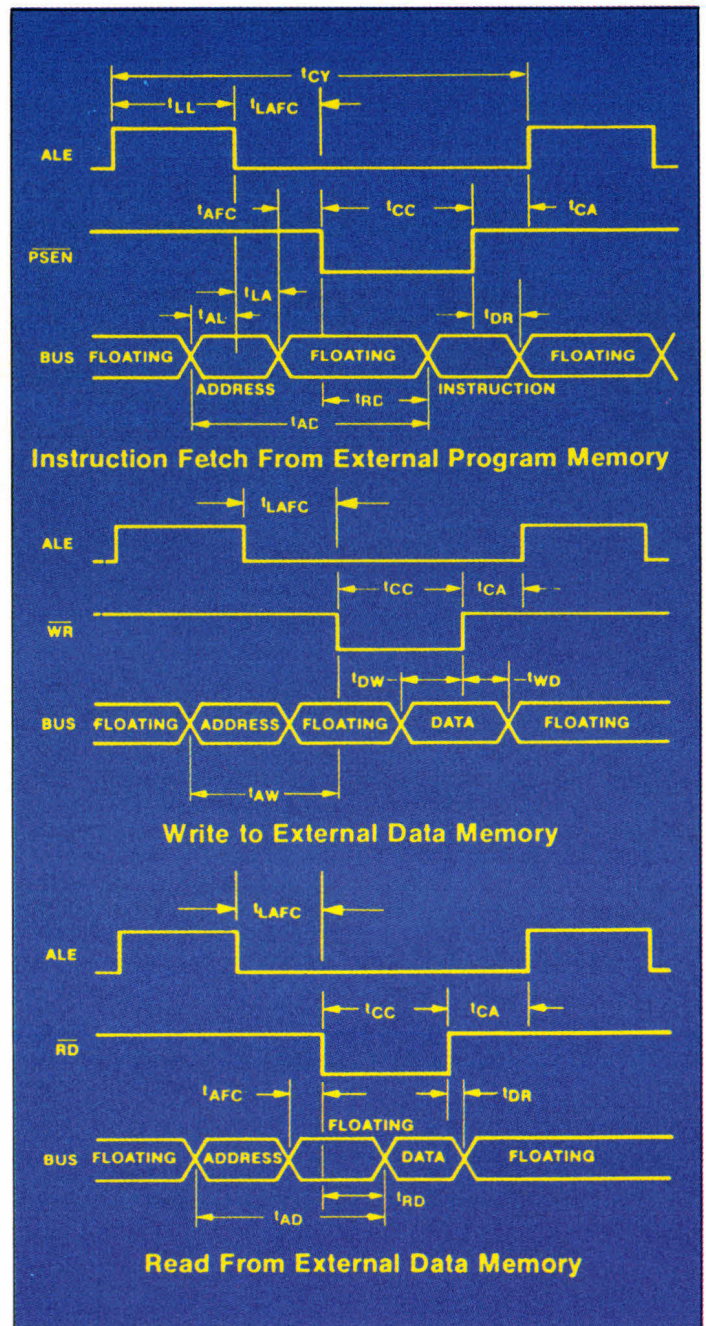 tCY
tLL tLAFC
ALE
tAFC tCC tCA
PSEN
tLA
tAL tDR
BUS FLOATING FLOATING FLOATING
ADDRESS INSTRUCTION
tRD
tAD
Instruction Fetch From External Program Memory
tLAFC
ALE
tCC tCA
WR
tDW tWD
BUS FLOATING ADDRESS FLOATING DATA FLOATING
tAW
Write to External Data Memory
tLAFC
ALE
tCC tCA
RD
tAFC tDR
FLOATING
BUS FLOATING ADDRESS DATA FLOATING
tRD
tAD
Read From External Data Memory